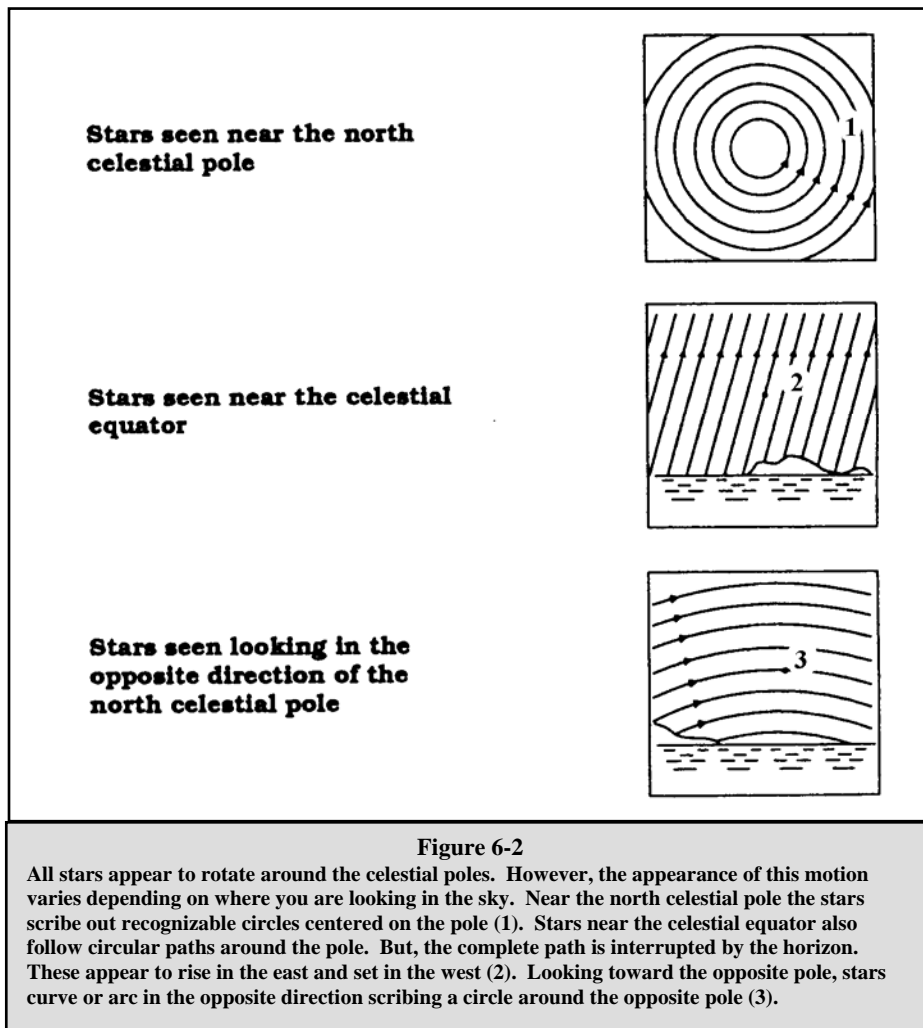 Stars seen near the north
celestial pole
1
Stars seen near the celestial
equator
2
Stars seen looking in the
opposite direction of the
north celestial pole
3
Figure 6-2
All stars appear to rotate around the celestial poles. However, the appearance of this motion
varies depending on where you are looking in the sky. Near the north celestial pole the stars
scribe out recognizable circles centered on the pole (1). Stars near the celestial equator also
follow circular paths around the pole. But, the complete path is interrupted by the horizon.
These appear to rise in the east and set in the west (2). Looking toward the opposite pole, stars
curve or arc in the opposite direction scribing a circle around the opposite pole (3).